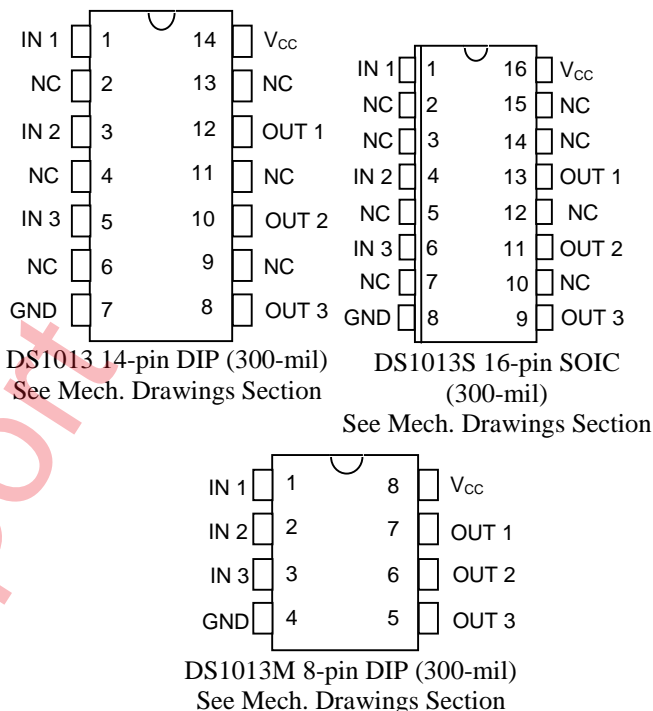 IN 1 1 14 VCC
NC 2 13 NC
IN 2 3 12 OUT 1
NC 4 11 NC
IN 3 5 10 OUT 2
NC 6 9 NC
GND 7 8 OUT 3
DS1013 14-pin DIP (300-mil)
See Mech. Drawings Section
IN 1 1 16 VCC
NC 2 15 NC
NC 3 14 NC
IN 2 4 13 OUT 1
NC 5 12 NC
IN 3 6 11 OUT 2
NC 7 10 NC
GND 8 9 OUT 3
DS1013S 16-pin SOIC
(300-mil)
See Mech. Drawings Section
IN 1 1 8 VCC
IN 2 2 7 OUT 1
IN 3 3 6 OUT 2
GND 4 5 OUT 3
DS1013M 8-pin DIP (300-mil)
See Mech. Drawings Section
port